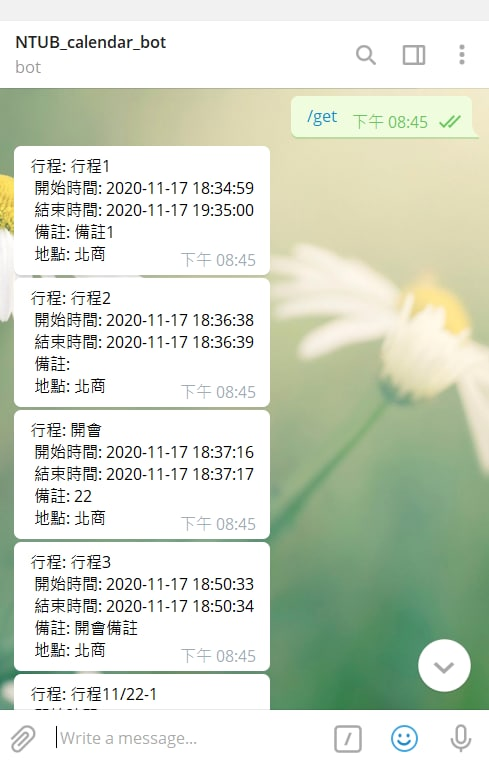 NTUB_calendar_bot
bot
/get 下午 08:45
行程: 行程1
開始時間: 2020-11-17 18:34:59
結束時間: 2020-11-17 19:35:00
備註: 備註1
地點: 北商 下午 08:45
行程: 行程2
開始時間: 2020-11-17 18:36:38
結束時間: 2020-11-17 18:36:39
備註:
地點: 北商 下午 08:45
行程: 開會
開始時間: 2020-11-17 18:37:16
結束時間: 2020-11-17 18:37:17
備註: 22
地點: 北商 下午 08:45
行程: 行程3
開始時間: 2020-11-17 18:50:33
結束時間: 2020-11-17 18:50:34
備註: 開會備註
地點: 北商 下午 08:45
行程: 行程11/22-1
Write a message...